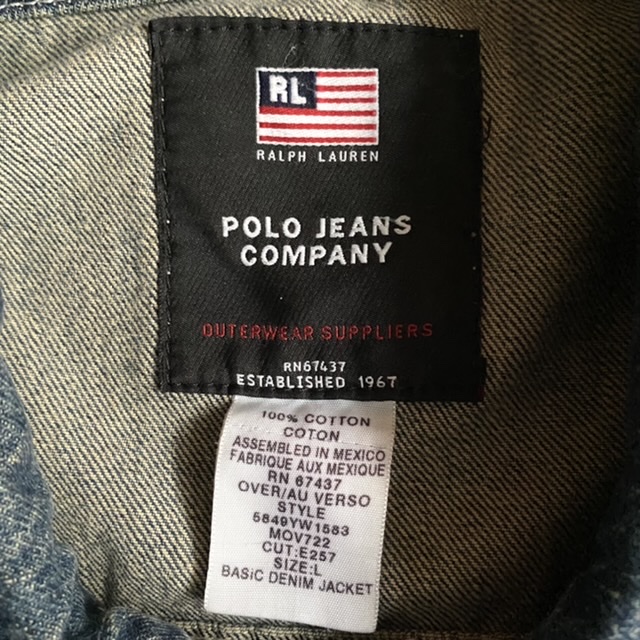 RL
RALPH LAUREN
POLO JEANS
COMPANY
OUTERWEAR SUPPLIERS
RN67437
ESTABLISHED 1967
100% COTTON
COTON
ASSEMBLED IN MEXICO
FABRIQUE AUX MEXIQUE
RN 67437
OVER/AU VERSO
STYLE
5849YW1583
MOV722
CUT:E257
SIZE:L
BASiC DENIM JACKET